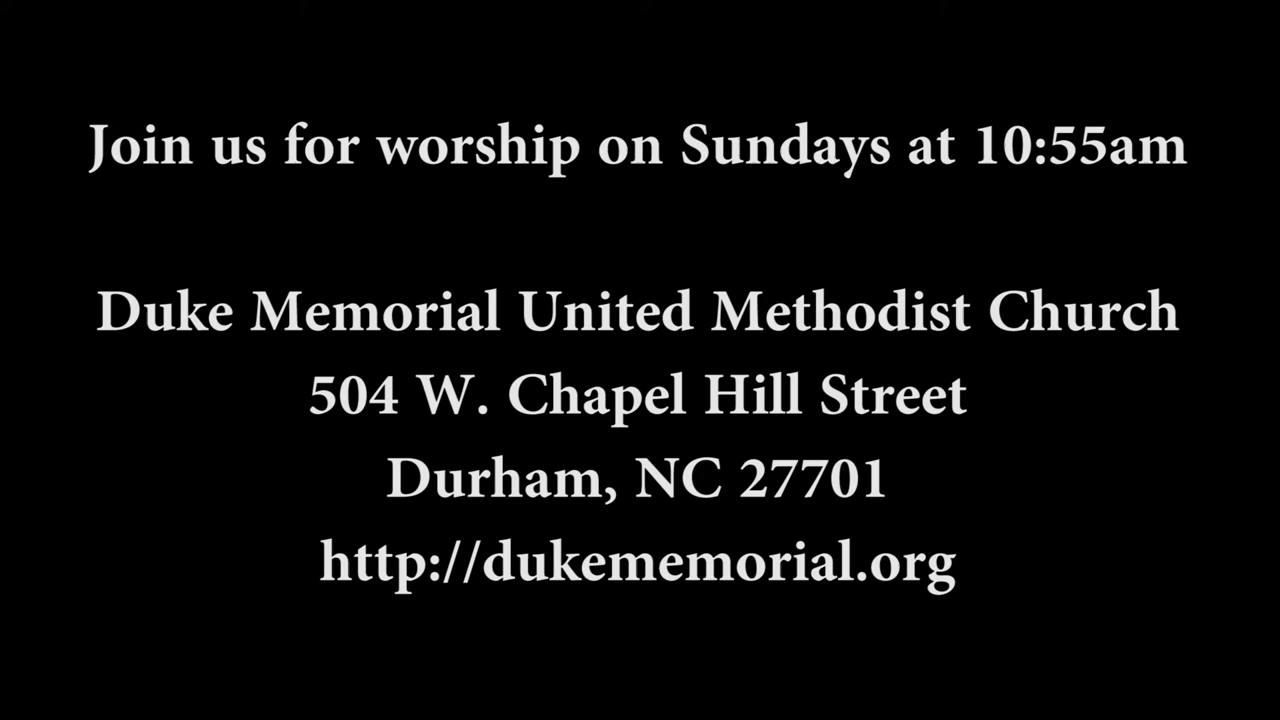 Join us for worship on Sundays at 10:55am
Duke Memorial United Methodist Church
504 W. Chapel Hill Street
Durham, NC 27701
http://dukememorial.org